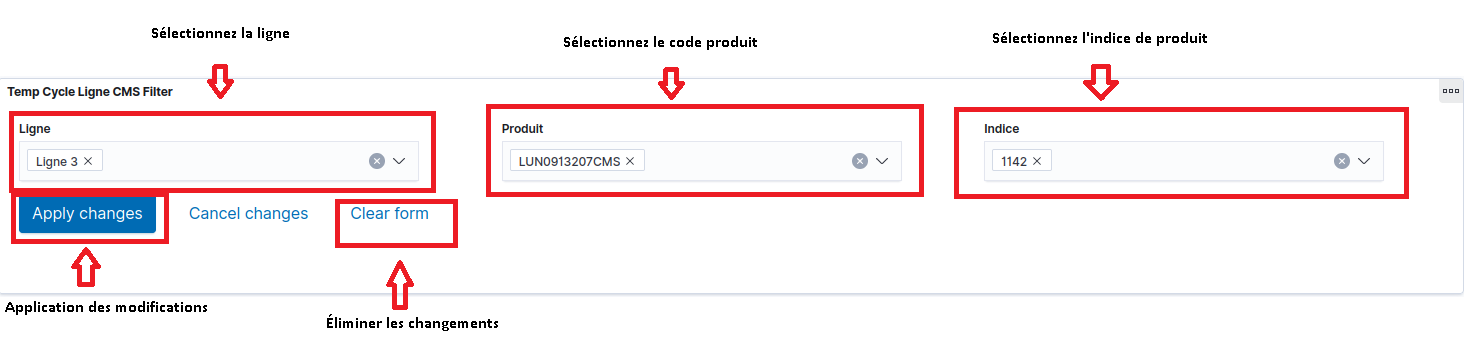 Sélectionnez la ligne
Sélectionnez le code produit
Sélectionnez l'indice de produit
Temp Cycle Ligne CMS Filter
Ligne
Produit
Indice
Ligne 3
LUN0913207CMS
1142
Apply changes
Cancel changes
Clear form
Application des modifications
Éliminer les changements